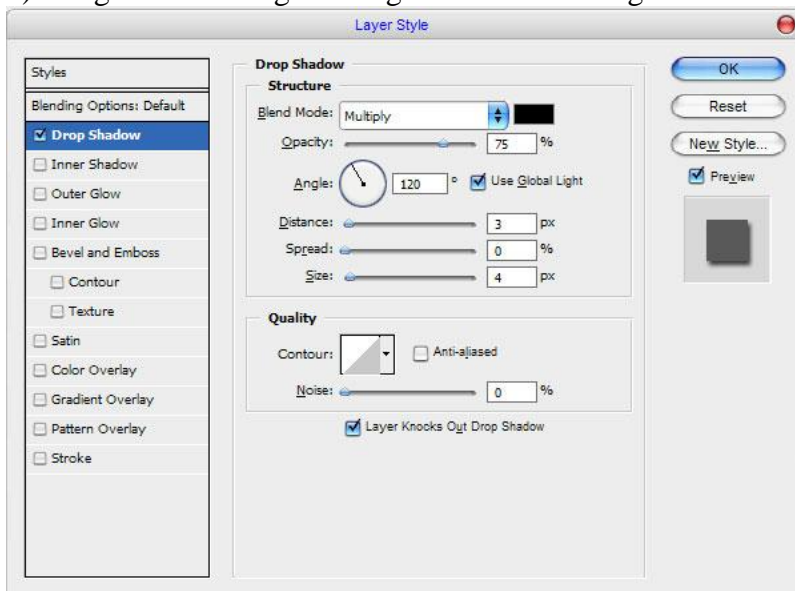 Layer Style
Styles
Blending Options: Default
Drop Shadow
Inner Shadow
Outer Glow
Inner Glow
Bevel and Emboss
Contour
Texture
Satin
Color Overlay
Gradient Overlay
Pattern Overlay
Stroke
Drop Shadow
Structure
Blend Mode: Multiply
Opacity: 75 %
Angle: 120 ° Use Global Light
Distance: 3 px
Spread: 0 %
Size: 4 px
Quality
Contour: Anti-aliased
Noise: 0 %
Layer Knocks Out Drop Shadow
OK
Reset
New Style...
Preview